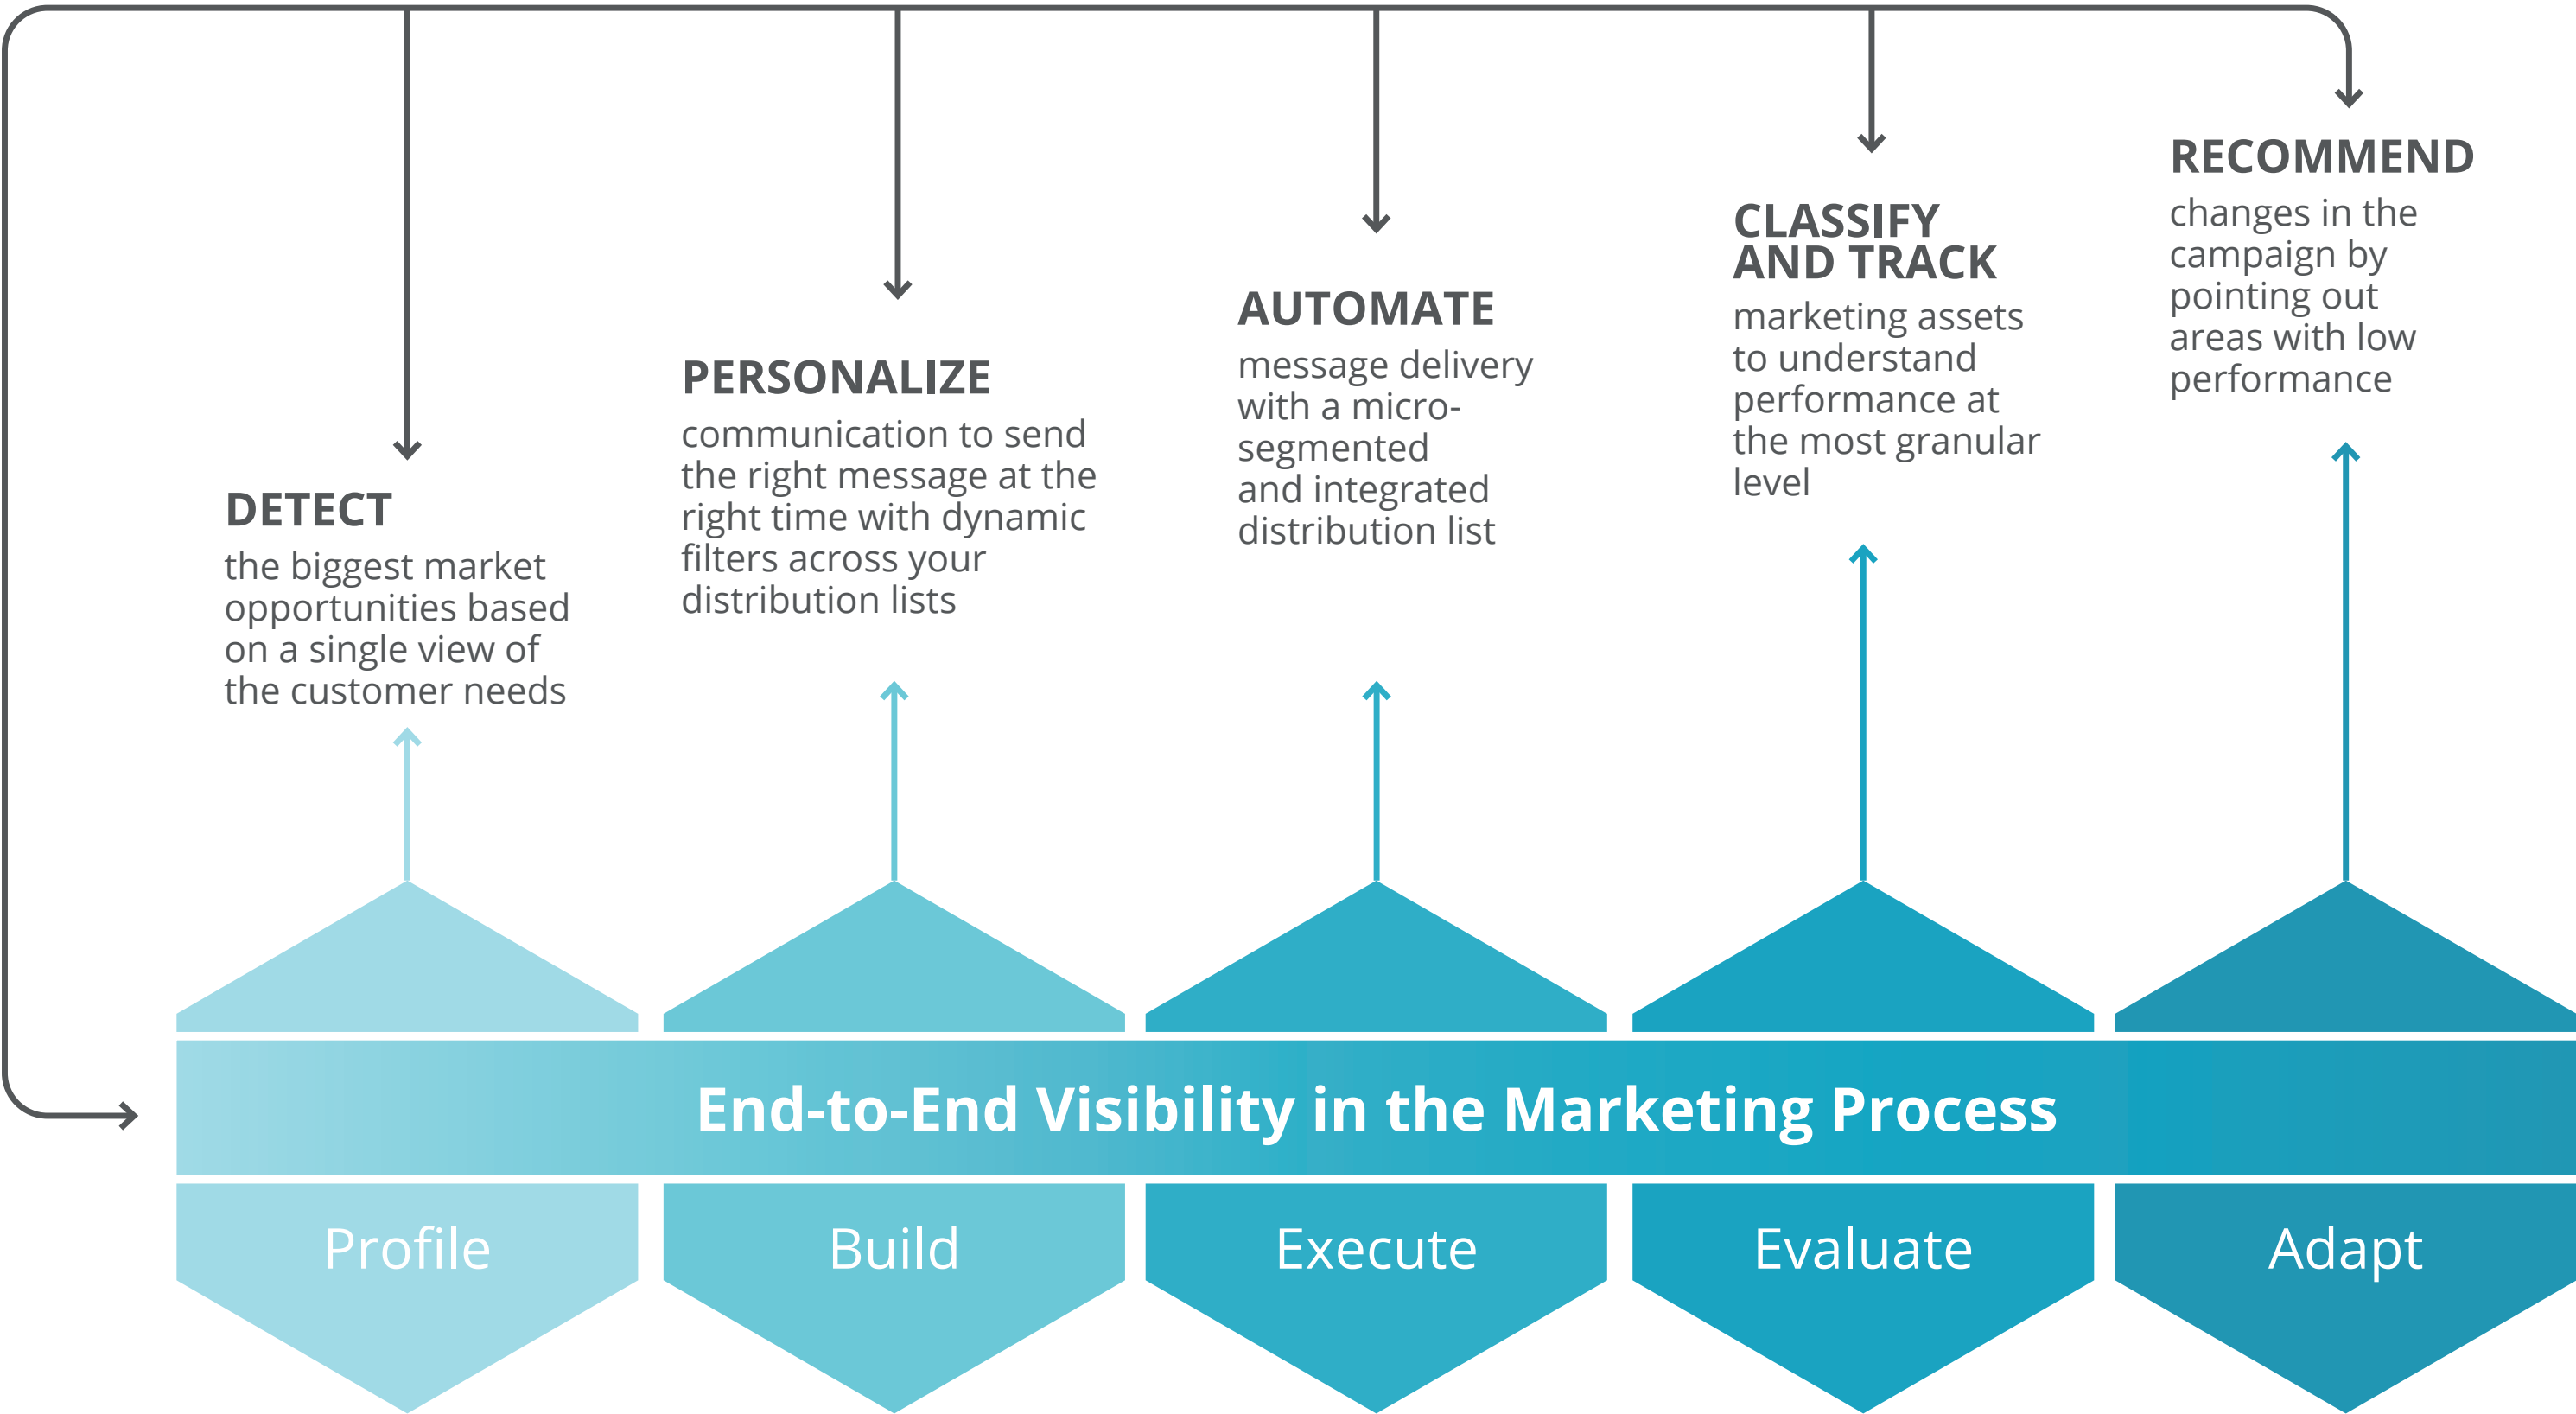 DETECT
the biggest market
opportunities based
on a single view of
the customer needs
PERSONALIZE
communication to send
the right message at the
right time with dynamic
filters across your
distribution lists
AUTOMATE
message delivery
with a micro-
segmented
and integrated
distribution list
CLASSIFY
AND TRACK
marketing assets
to understand
performance at
the most granular
level
RECOMMEND
changes in the
campaign by
pointing out
areas with low
performance
End-to-End Visibility in the Marketing Process
Profile
Build
Execute
Evaluate
Adapt